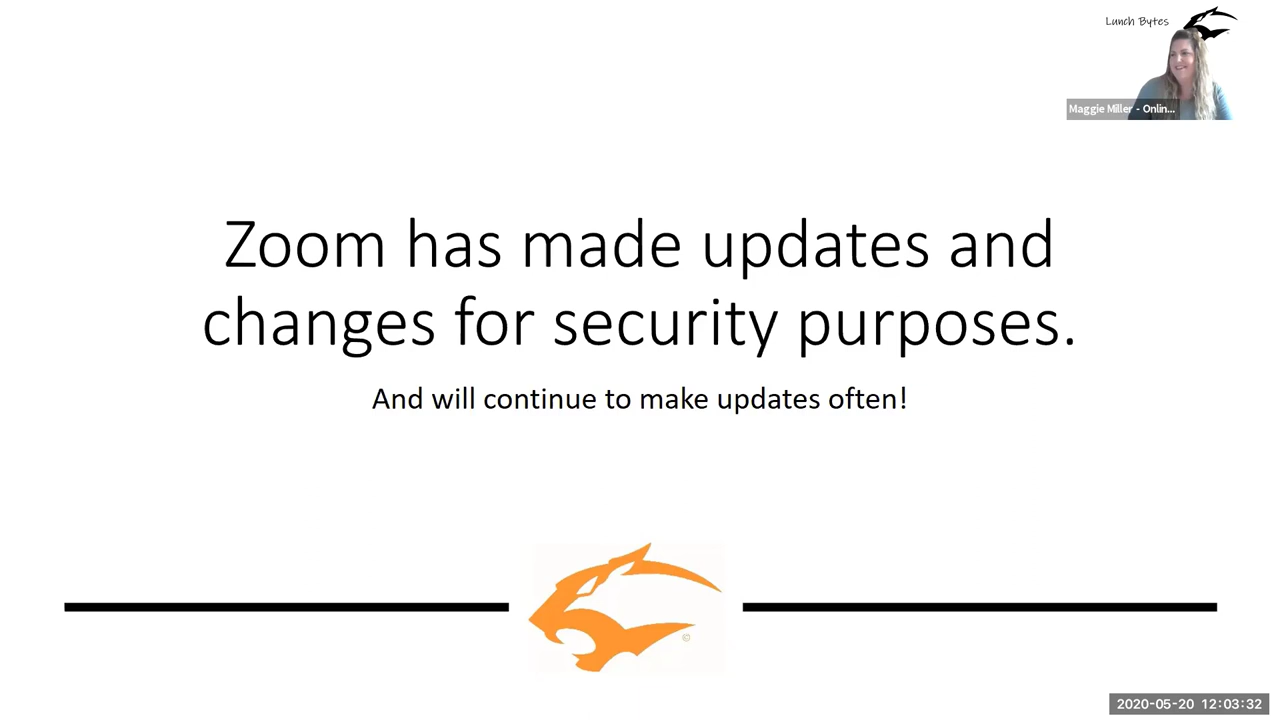 Lunch Bytes
Maggie Miller - Onlin...
Zoom has made updates and
changes for security purposes.
And will continue to make updates often!
©
2020-05-20 12:03:32